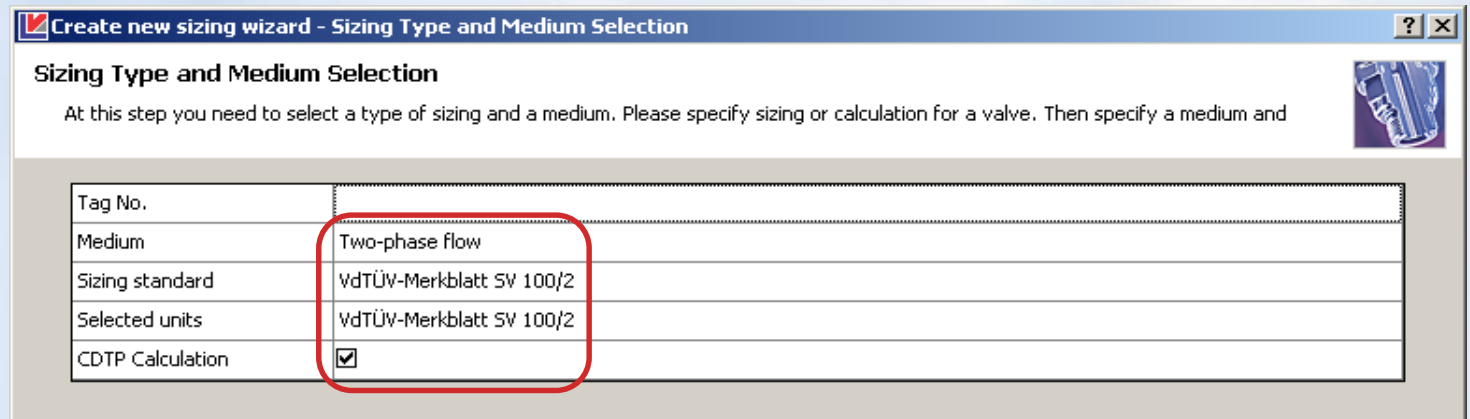 Create new sizing wizard - Sizing Type and Medium Selection
Sizing Type and Medium Selection
At this step you need to select a type of sizing and a medium. Please specify sizing or calculation for a valve. Then specify a medium and
Tag No.
Medium Two-phase flow
Sizing standard VdTÜV-Merkblatt SV 100/2
Selected units VdTÜV-Merkblatt SV 100/2
CDTP Calculation